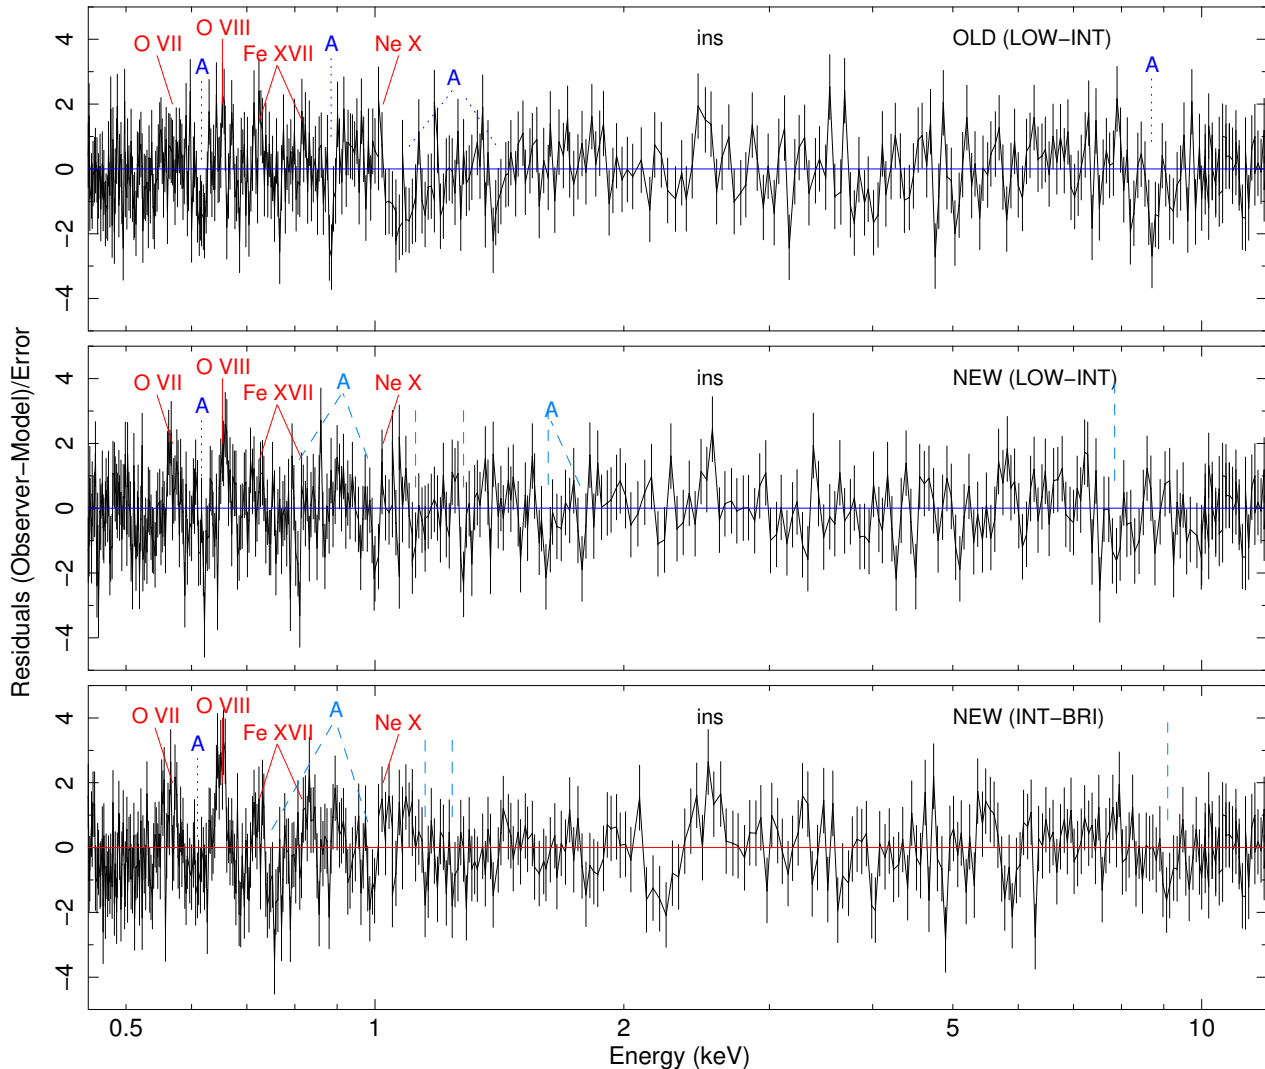 Residuals (Observer-Model)/Error
O VII
O VIII
A
Fe XVII
A
Ne X
A
ins
OLD (LOW-INT)
A
4
2
0
-2
-4
O VII
O VIII
A
Fe XVII
A
Ne X
A
ins
NEW (LOW-INT)
4
2
0
-2
-4
O VII
O VIII
A
Fe XVII
A
Ne X
ins
NEW (INT-BRI)
4
2
0
-2
-4
0.5 1 2 5 10
Energy (keV)